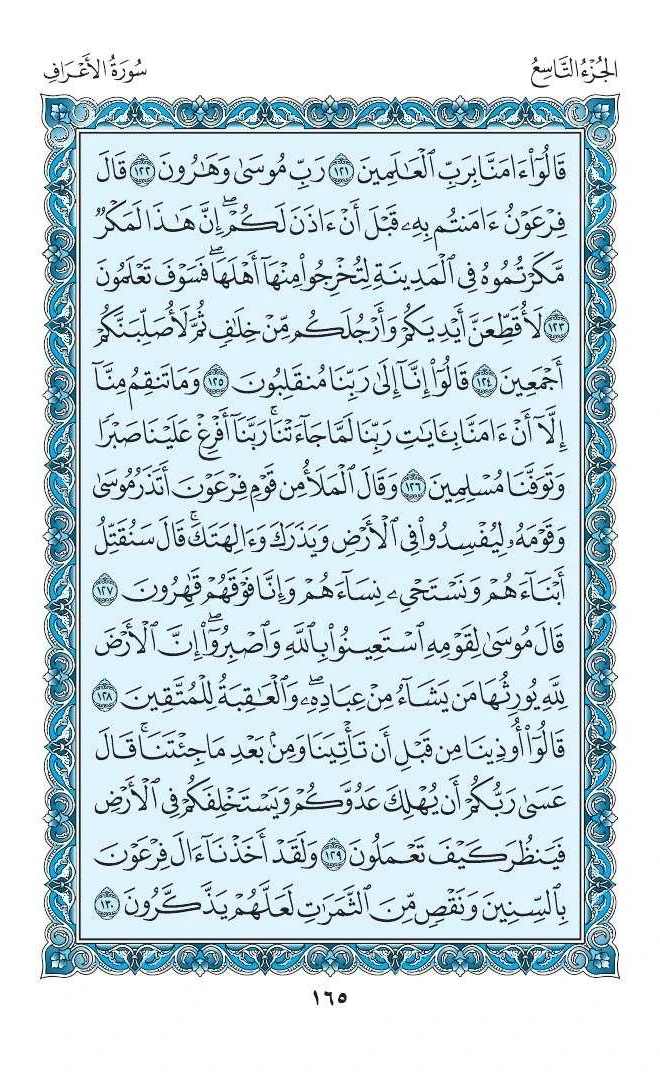 الجُزْءُ التَّاسِعُ
سُورَةُ الأَعْرَافِ
قَالُوٓا۟ ءَامَنَّا بِرَبِّ ٱلْعَٰلَمِينَ ١٢١ رَبِّ مُوسَىٰ وَهَٰرُونَ ١٢٢ قَالَ
فِرْعَوْنُ ءَامَنتُم بِهِۦ قَبْلَ أَنْ ءَاذَنَ لَكُمْ ۖ إِنَّ هَٰذَا لَمَكْرٌ
مَّكَرْتُمُوهُ فِى ٱلْمَدِينَةِ لِتُخْرِجُوا۟ مِنْهَآ أَهْلَهَا ۖ فَسَوْفَ تَعْلَمُونَ
١٢٣ لَأُقَطِّعَنَّ أَيْدِيَكُمْ وَأَرْجُلَكُم مِّنْ خِلَٰفٍ ثُمَّ لَأُصَلِّبَنَّكُمْ
أَجْمَعِينَ ١٢٤ قَالُوٓا۟ إِنَّآ إِلَىٰ رَبِّنَا مُنقَلِبُونَ ١٢٥ وَمَا تَنقِمُ مِنَّآ
إِلَّآ أَنْ ءَامَنَّا بِـَٔايَٰتِ رَبِّنَا لَمَّا جَآءَتْنَا ۚ رَبَّنَآ أَفْرِغْ عَلَيْنَا صَبْرًا
وَتَوَفَّنَا مُسْلِمِينَ ١٢٦ وَقَالَ ٱلْمَلَأُ مِن قَوْمِ فِرْعَوْنَ أَتَذَرُ مُوسَىٰ
وَقَوْمَهُۥ لِيُفْسِدُوا۟ فِى ٱلْأَرْضِ وَيَذَرَكَ وَءَالِهَتَكَ ۚ قَالَ سَنُقَتِّلُ
أَبْنَآءَهُمْ وَنَسْتَحْىِۦ نِسَآءَهُمْ وَإِنَّا فَوْقَهُمْ قَٰهِرُونَ ١٢٧
قَالَ مُوسَىٰ لِقَوْمِهِ ٱسْتَعِينُوا۟ بِٱللَّهِ وَٱصْبِرُوٓا۟ ۖ إِنَّ ٱلْأَرْضَ
لِلَّهِ يُورِثُهَا مَن يَشَآءُ مِنْ عِبَادِهِۦ ۖ وَٱلْعَٰقِبَةُ لِلْمُتَّقِينَ ١٢٨
قَالُوٓا۟ أُوذِينَا مِن قَبْلِ أَن تَأْتِيَنَا وَمِنۢ بَعْدِ مَا جِئْتَنَا ۚ قَالَ
عَسَىٰ رَبُّكُمْ أَن يُهْلِكَ عَدُوَّكُمْ وَيَسْتَخْلِفَكُمْ فِى ٱلْأَرْضِ
فَيَنظُرَ كَيْفَ تَعْمَلُونَ ١٢٩ وَلَقَدْ أَخَذْنَآ ءَالَ فِرْعَوْنَ
بِٱلسِّنِينَ وَنَقْصٍ مِّنَ ٱلثَّمَرَٰتِ لَعَلَّهُمْ يَذَّكَّرُونَ ١٣٠
١٦٥